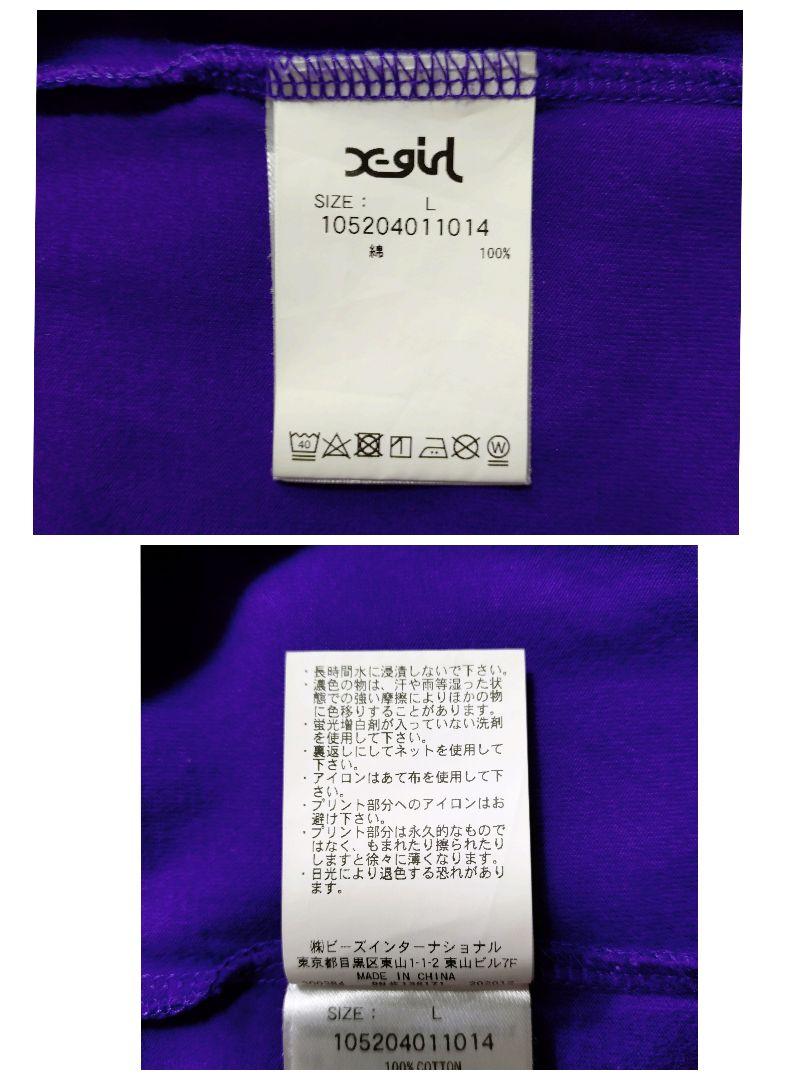 x-girl
SIZE : L
105204011014
綿 100%
40
W
・長時間水に浸漬しないで下さい。
・濃色の物は、汗や雨等湿った状
態での強い摩擦によりほかの物
に色移りすることがあります。
・蛍光増白剤が入っていない洗剤
を使用して下さい。
・裏返しにしてネットを使用して
下さい。
・アイロンはあて布を使用して下
さい。
・プリント部分へのアイロンはお
避け下さい。
・プリント部分は永久的なもので
はなく、もまれたり擦られたり
しますと徐々に薄くなります。
・日光により退色する恐れがあり
ます。
㈱ビーズインターナショナル
東京都目黒区東山1-1-2 東山ビル7F
MADE IN CHINA
SIZE : L
105204011014
100% COTTON